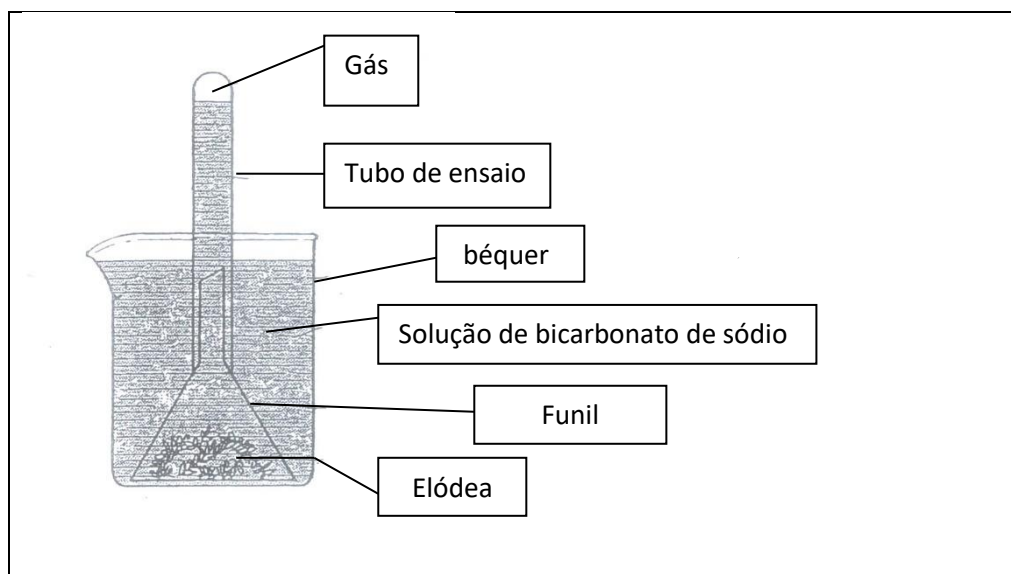 Gás
Tubo de ensaio
béquer
Solução de bicarbonato de sódio
Funil
Elódea